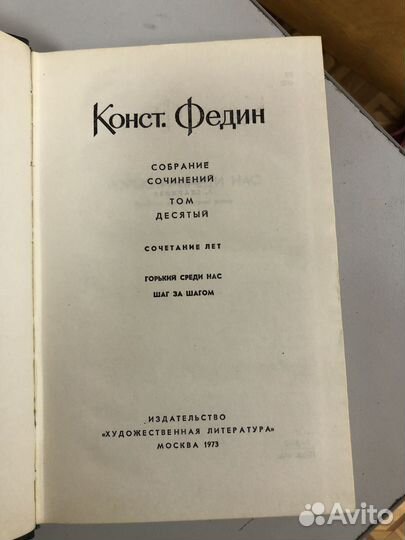 Конст. Федин
СОБРАНИЕ
СОЧИНЕНИЙ
ТОМ
ДЕСЯТЫЙ
СОЧЕТАНИЕ ЛЕТ
ГОРЬКИЙ СРЕДИ НАС
ШАГ ЗА ШАГОМ
ИЗДАТЕЛЬСТВО
«ХУДОЖЕСТВЕННАЯ ЛИТЕРАТУРА»
МОСКВА 1973
Avito